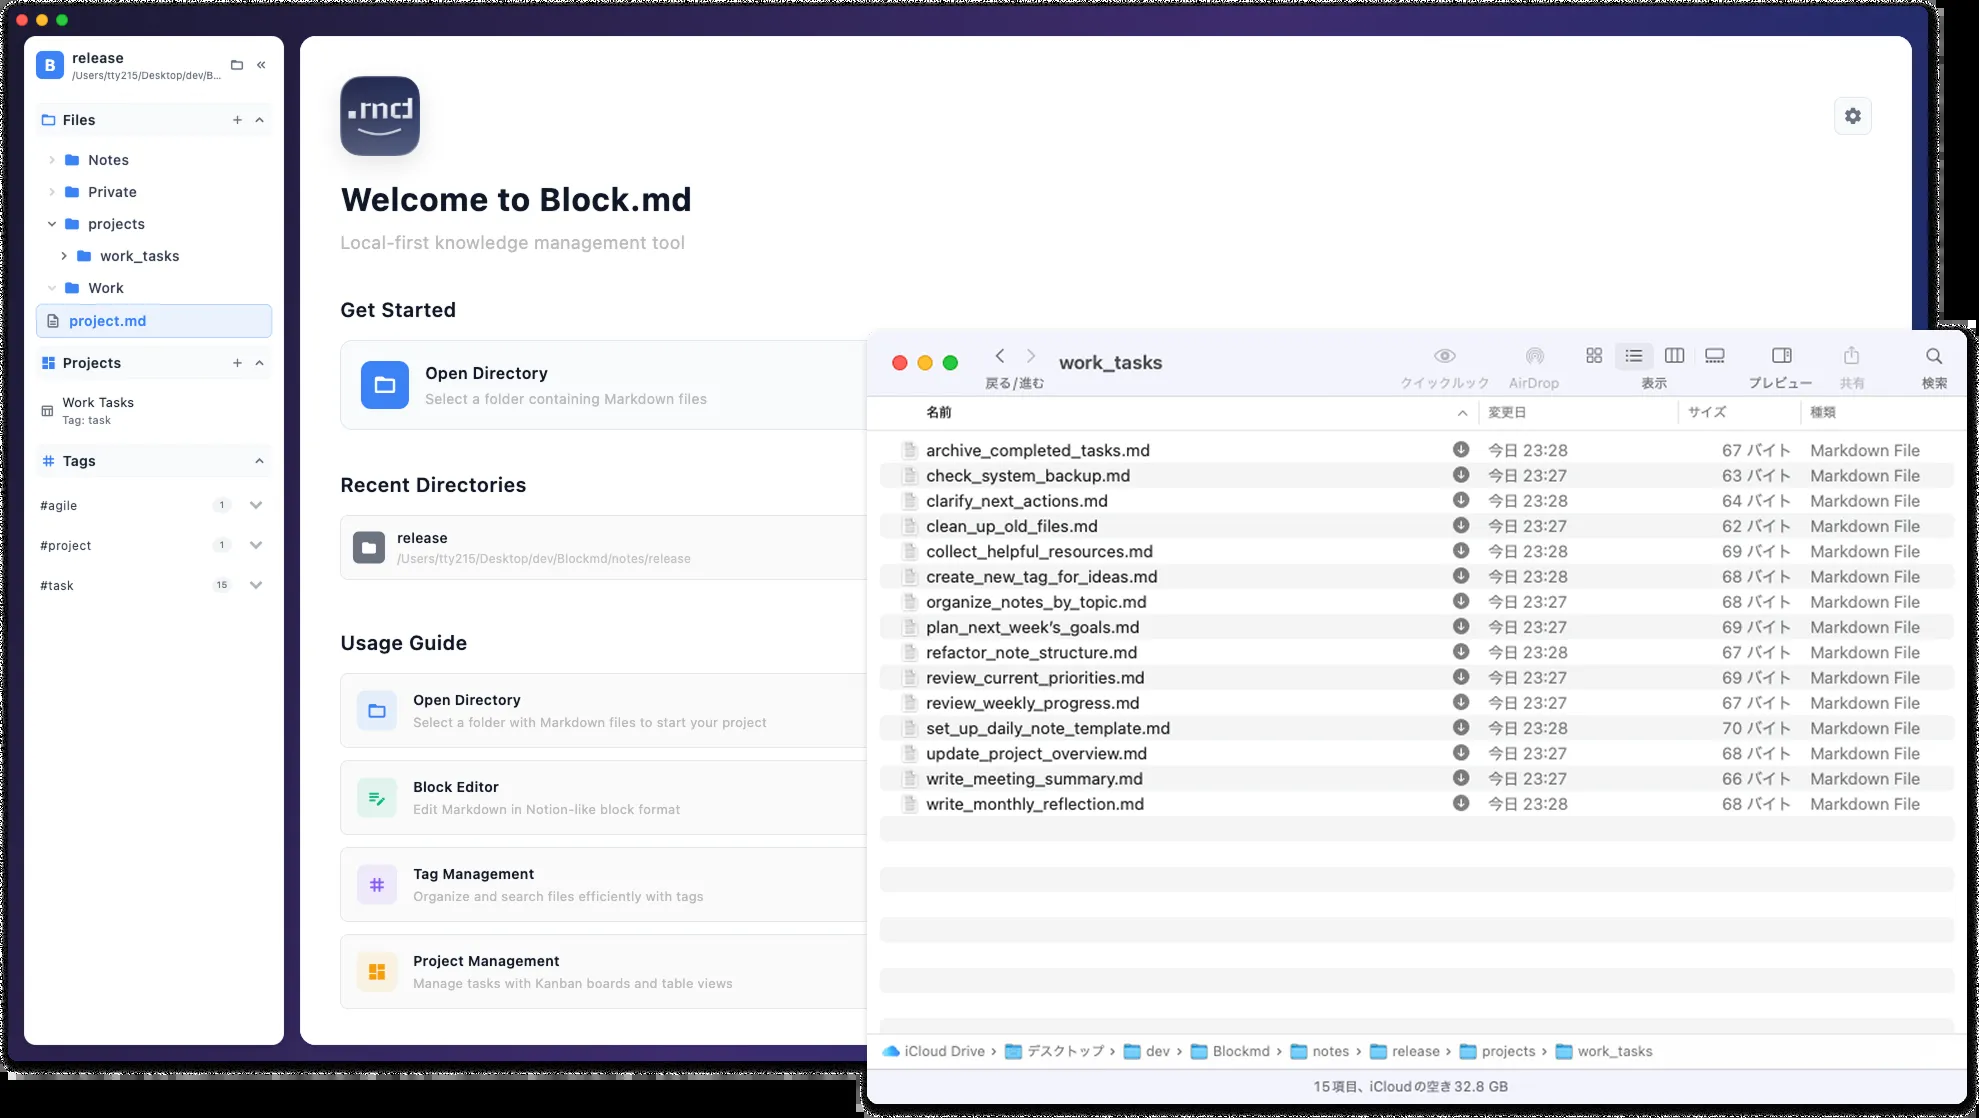 B
release
/Users/tty215/Desktop/dev/B...
«
Files
Notes
Private
projects
work_tasks
Work
project.md
Projects
Work Tasks
Tag: task
Tags
#agile 1
#project 1
#task 15
.md
Welcome to Block.md
Local-first knowledge management tool
Get Started
Open Directory
Select a folder containing Markdown files
Recent Directories
release
/Users/tty215/Desktop/dev/Blockmd/notes/release
Usage Guide
Open Directory
Select a folder with Markdown files to start your project
Block Editor
Edit Markdown in Notion-like block format
Tag Management
Organize and search files efficiently with tags
Project Management
Manage tasks with Kanban boards and table views
work_tasks
戻る/進む クイックルック AirDrop 表示 プレビュー 共有 検索
名前 変更日 サイズ 種類
archive_completed_tasks.md 今日 23:28 67 バイト Markdown File
check_system_backup.md 今日 23:27 63 バイト Markdown File
clarify_next_actions.md 今日 23:28 64 バイト Markdown File
clean_up_old_files.md 今日 23:27 62 バイト Markdown File
collect_helpful_resources.md 今日 23:28 69 バイト Markdown File
create_new_tag_for_ideas.md 今日 23:28 68 バイト Markdown File
organize_notes_by_topic.md 今日 23:27 68 バイト Markdown File
plan_next_week’s_goals.md 今日 23:27 69 バイト Markdown File
refactor_note_structure.md 今日 23:28 67 バイト Markdown File
review_current_priorities.md 今日 23:27 69 バイト Markdown File
review_weekly_progress.md 今日 23:27 67 バイト Markdown File
set_up_daily_note_template.md 今日 23:28 70 バイト Markdown File
update_project_overview.md 今日 23:27 68 バイト Markdown File
write_meeting_summary.md 今日 23:27 66 バイト Markdown File
write_monthly_reflection.md 今日 23:28 68 バイト Markdown File
iCloud Drive › デスクトップ › dev › Blockmd › notes › release › projects › work_tasks
15項目、iCloudの空き32.8 GB